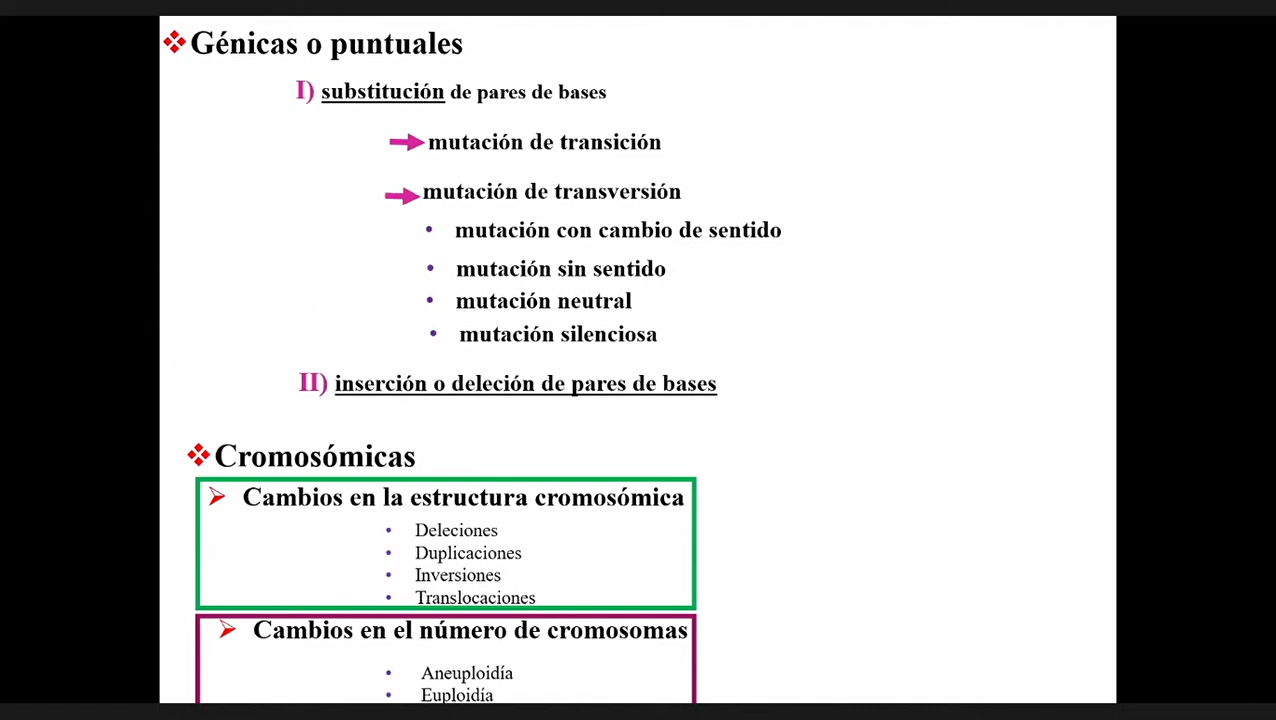 Génicas o puntuales
I) substitución de pares de bases
mutación de transición
mutación de transversión
• mutación con cambio de sentido
• mutación sin sentido
• mutación neutral
• mutación silenciosa
II) inserción o deleción de pares de bases
Cromosómicas
Cambios en la estructura cromosómica
• Deleciones
• Duplicaciones
• Inversiones
• Translocaciones
Cambios en el número de cromosomas
• Aneuploidía
• Euploidía